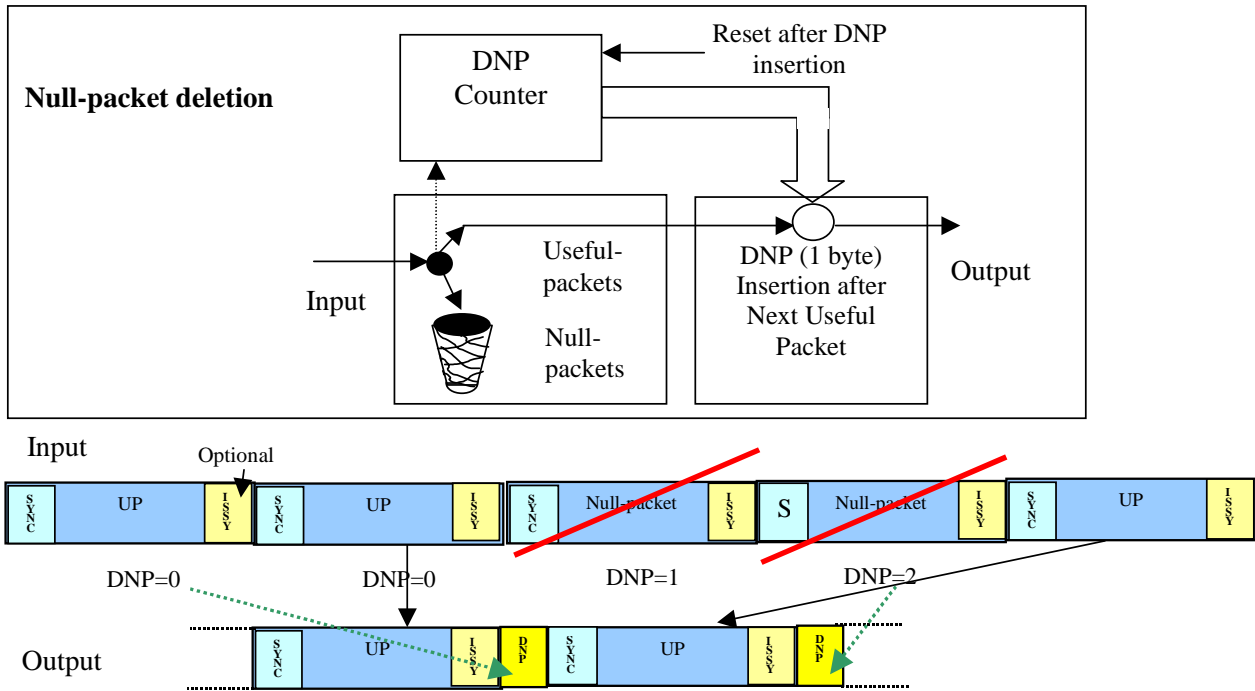 Null-packet deletion
DNP
Counter
Reset after DNP
insertion
Input
Useful-
packets
Null-
packets
DNP (1 byte)
Insertion after
Next Useful
Packet
Output
Input
Optional
SYNC UP ISSY SYNC UP ISSY SYNC Null-packet ISSY S Null-packet ISSY SYNC UP ISSY
DNP=0 DNP=0 DNP=1 DNP=2
Output
SYNC UP ISSY DNP SYNC UP ISSY DNP